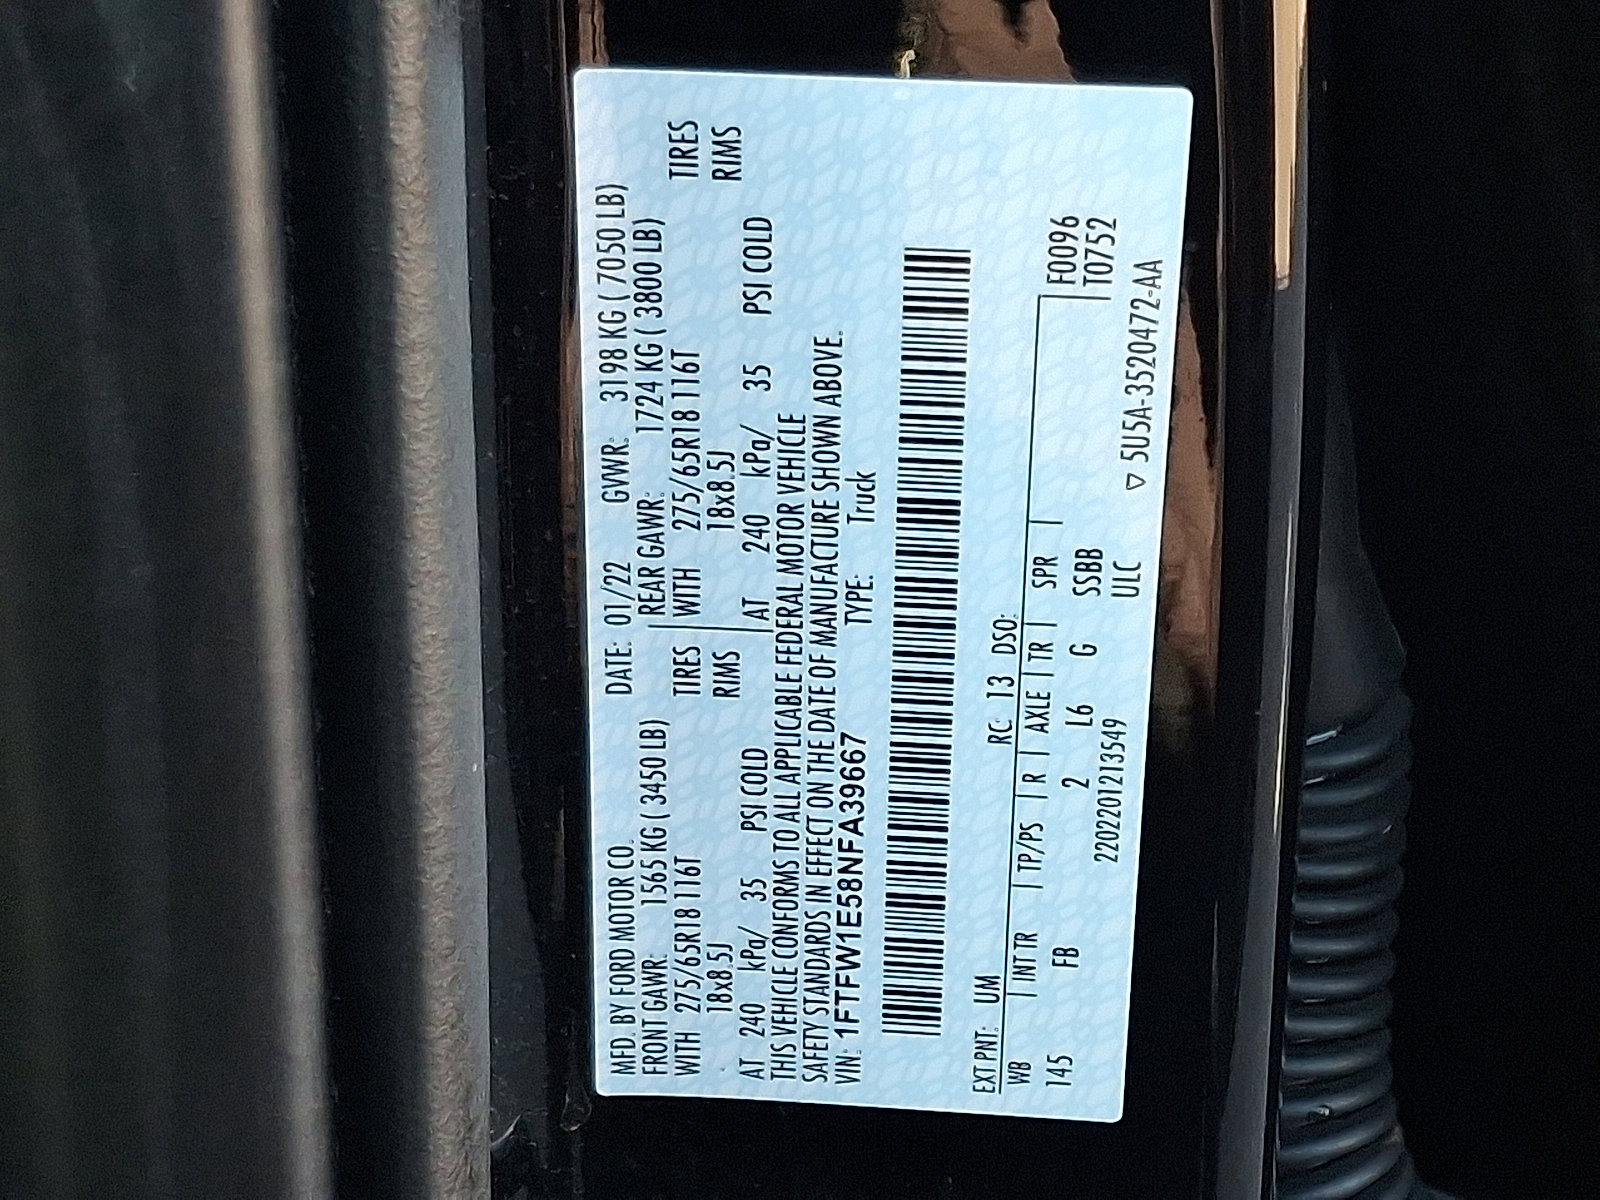 MFD. BY FORD MOTOR CO. DATE: 01/22 GVWR: 3198 KG ( 7050 LB)
FRONT GAWR: 1565 KG ( 3450 LB) REAR GAWR: 1724 KG ( 3800 LB)
WITH 275/65R18 116T TIRES WITH 275/65R18 116T TIRES
18x8.5J RIMS 18x8.5J RIMS
AT 240 kPa/ 35 PSI COLD AT 240 kPa/ 35 PSI COLD
THIS VEHICLE CONFORMS TO ALL APPLICABLE FEDERAL MOTOR VEHICLE
SAFETY STANDARDS IN EFFECT ON THE DATE OF MANUFACTURE SHOWN ABOVE.
VIN: 1FTFW1E58NFA39667 TYPE: Truck
EXT PNT: UM RC: 13 DSO:
WB | INT TR | TP/PS | R | AXLE | TR | SPR | F0096
145 FB 2 L6 G SSBB T0752
2202201213549 ULC
▽ 5U5A-3520472-AA